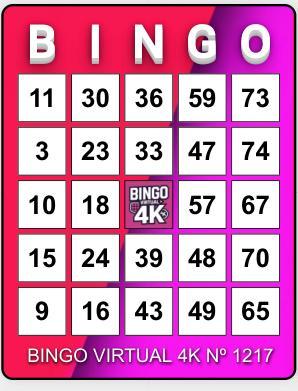 B I N G O
11 30 36 59 73
3 23 33 47 74
10 18 BINGO VIRTUAL 4K 57 67
15 24 39 48 70
9 16 43 49 65
BINGO VIRTUAL 4K Nº 1217